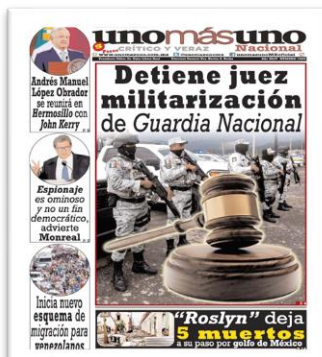 unomásuno
CRÍTICO Y VERAZ
Nacional
Andrés Manuel
López Obrador
se reunirá en
Hermosillo con
John Kerry
Espionaje
es ominoso
y no un fin
democrático,
advierte
Monreal
Inicia nuevo
esquema de
migración para
venezolanos
Detiene juez
militarización
de Guardia Nacional
"Roslyn" deja
5 muertos
a su paso por golfo de México